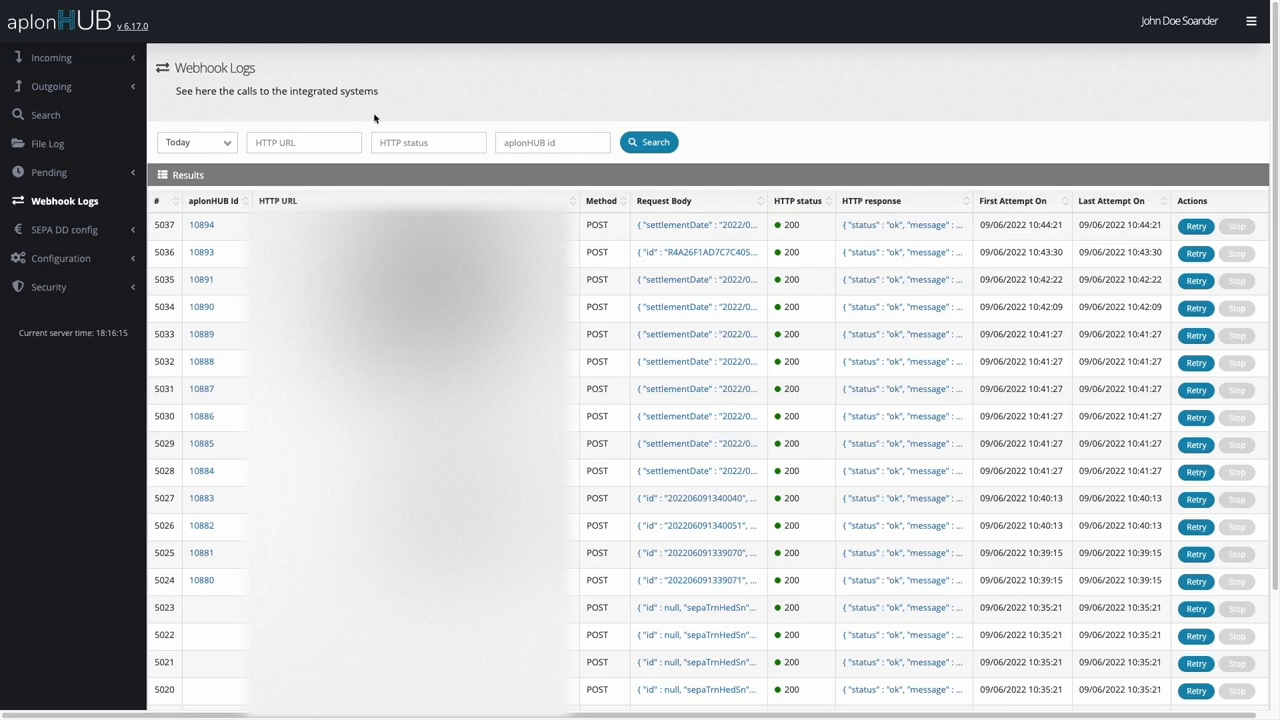 aplonHUB v 6.17.0
John Doe Soander
Incoming
Outgoing
Search
File Log
Pending
Webhook Logs
SEPA DD config
Configuration
Security
Current server time: 18:16:15
Webhook Logs
See here the calls to the integrated systems
Today HTTP URL HTTP status aplonHUB id Search
Results
# aplonHUB Id HTTP URL Method Request Body HTTP status HTTP response First Attempt On Last Attempt On Actions
5037 10894 POST { "settlementDate" : "2022/0... 200 { "status" : "ok", "message" : ... 09/06/2022 10:44:21 09/06/2022 10:44:21 Retry Stop
5036 10893 POST { "id" : "R4A26F1AD7C7C405... 200 { "status" : "ok", "message" : ... 09/06/2022 10:43:30 09/06/2022 10:43:30 Retry Stop
5035 10891 POST { "settlementDate" : "2022/0... 200 { "status" : "ok", "message" : ... 09/06/2022 10:42:22 09/06/2022 10:42:22 Retry Stop
5034 10890 POST { "settlementDate" : "2022/0... 200 { "status" : "ok", "message" : ... 09/06/2022 10:42:09 09/06/2022 10:42:09 Retry Stop
5033 10889 POST { "settlementDate" : "2022/0... 200 { "status" : "ok", "message" : ... 09/06/2022 10:41:27 09/06/2022 10:41:27 Retry Stop
5032 10888 POST { "settlementDate" : "2022/0... 200 { "status" : "ok", "message" : ... 09/06/2022 10:41:27 09/06/2022 10:41:27 Retry Stop
5031 10887 POST { "settlementDate" : "2022/0... 200 { "status" : "ok", "message" : ... 09/06/2022 10:41:27 09/06/2022 10:41:27 Retry Stop
5030 10886 POST { "settlementDate" : "2022/0... 200 { "status" : "ok", "message" : ... 09/06/2022 10:41:27 09/06/2022 10:41:27 Retry Stop
5029 10885 POST { "settlementDate" : "2022/0... 200 { "status" : "ok", "message" : ... 09/06/2022 10:41:27 09/06/2022 10:41:27 Retry Stop
5028 10884 POST { "settlementDate" : "2022/0... 200 { "status" : "ok", "message" : ... 09/06/2022 10:41:27 09/06/2022 10:41:27 Retry Stop
5027 10883 POST { "id" : "202206091340040", ... 200 { "status" : "ok", "message" : ... 09/06/2022 10:40:13 09/06/2022 10:40:13 Retry Stop
5026 10882 POST { "id" : "202206091340051", ... 200 { "status" : "ok", "message" : ... 09/06/2022 10:40:13 09/06/2022 10:40:13 Retry Stop
5025 10881 POST { "id" : "202206091339070", ... 200 { "status" : "ok", "message" : ... 09/06/2022 10:39:15 09/06/2022 10:39:15 Retry Stop
5024 10880 POST { "id" : "202206091339071", ... 200 { "status" : "ok", "message" : ... 09/06/2022 10:39:15 09/06/2022 10:39:15 Retry Stop
5023 POST { "id" : null, "sepaTrnHedSn"... 200 { "status" : "ok", "message" : ... 09/06/2022 10:35:21 09/06/2022 10:35:21 Retry Stop
5022 POST { "id" : null, "sepaTrnHedSn"... 200 { "status" : "ok", "message" : ... 09/06/2022 10:35:21 09/06/2022 10:35:21 Retry Stop
5021 POST { "id" : null, "sepaTrnHedSn"... 200 { "status" : "ok", "message" : ... 09/06/2022 10:35:21 09/06/2022 10:35:21 Retry Stop
5020 POST { "id" : null, "sepaTrnHedSn"... 200 { "status" : "ok", "message" : ... 09/06/2022 10:35:21 09/06/2022 10:35:21 Retry Stop